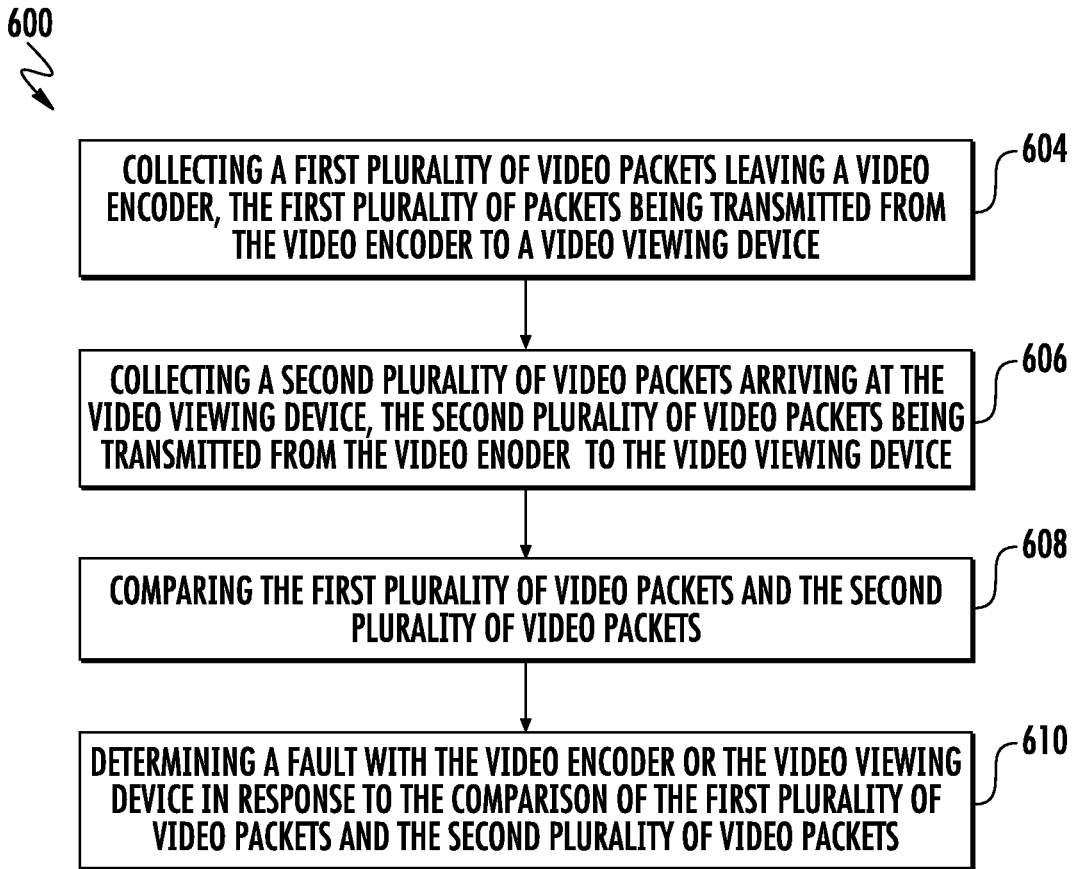 600
604
COLLECTING A FIRST PLURALITY OF VIDEO PACKETS LEAVING A VIDEO
ENCODER, THE FIRST PLURALITY OF PACKETS BEING TRANSMITTED FROM
THE VIDEO ENCODER TO A VIDEO VIEWING DEVICE
606
COLLECTING A SECOND PLURALITY OF VIDEO PACKETS ARRIVING AT THE
VIDEO VIEWING DEVICE, THE SECOND PLURALITY OF VIDEO PACKETS BEING
TRANSMITTED FROM THE VIDEO ENODER TO THE VIDEO VIEWING DEVICE
608
COMPARING THE FIRST PLURALITY OF VIDEO PACKETS AND THE SECOND
PLURALITY OF VIDEO PACKETS
610
DETERMINING A FAULT WITH THE VIDEO ENCODER OR THE VIDEO VIEWING
DEVICE IN RESPONSE TO THE COMPARISON OF THE FIRST PLURALITY OF
VIDEO PACKETS AND THE SECOND PLURALITY OF VIDEO PACKETS